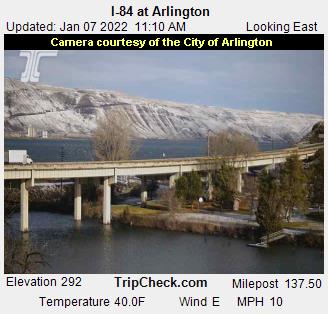 I-84 at Arlington
Updated: Jan 07 2022 11:10 AM Looking East
Camera courtesy of the City of Arlington
Elevation 292 TripCheck.com Milepost 137.50
Temperature 40.0F Wind E MPH 10